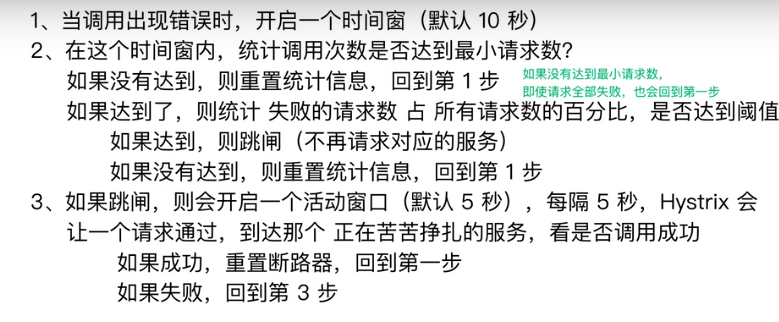 1、当调用出现错误时，开启一个时间窗（默认 10 秒）
2、在这个时间窗内，统计调用次数是否达到最小请求数？
如果没有达到，则重置统计信息，回到第 1 步
如果没有达到最小请求数，
即使请求全部失败，也会回到第一步
如果达到了，则统计 失败的请求数 占 所有请求数的百分比，是否达到阈值
如果达到，则跳闸（不再请求对应的服务）
如果没有达到，则重置统计信息，回到第 1 步
3、如果跳闸，则会开启一个活动窗口（默认 5 秒），每隔 5 秒，Hystrix 会
让一个请求通过，到达那个 正在苦苦挣扎的服务，看是否调用成功
如果成功，重置断路器，回到第一步
如果失败，回到第 3 步